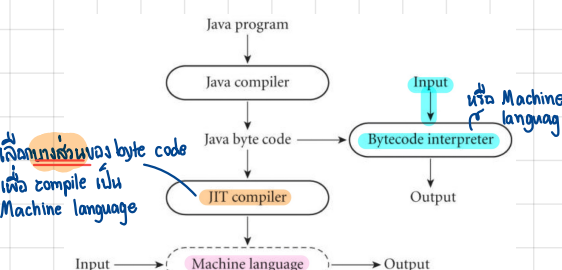 Java program
Java compiler
Input
หรือ Machine
languag
Java byte code
Bytecode interpreter
เลือกบางส่วนของ byte code
เพื่อ compile เป็น
Machine language
JIT compiler
Output
Input
Machine language
Output